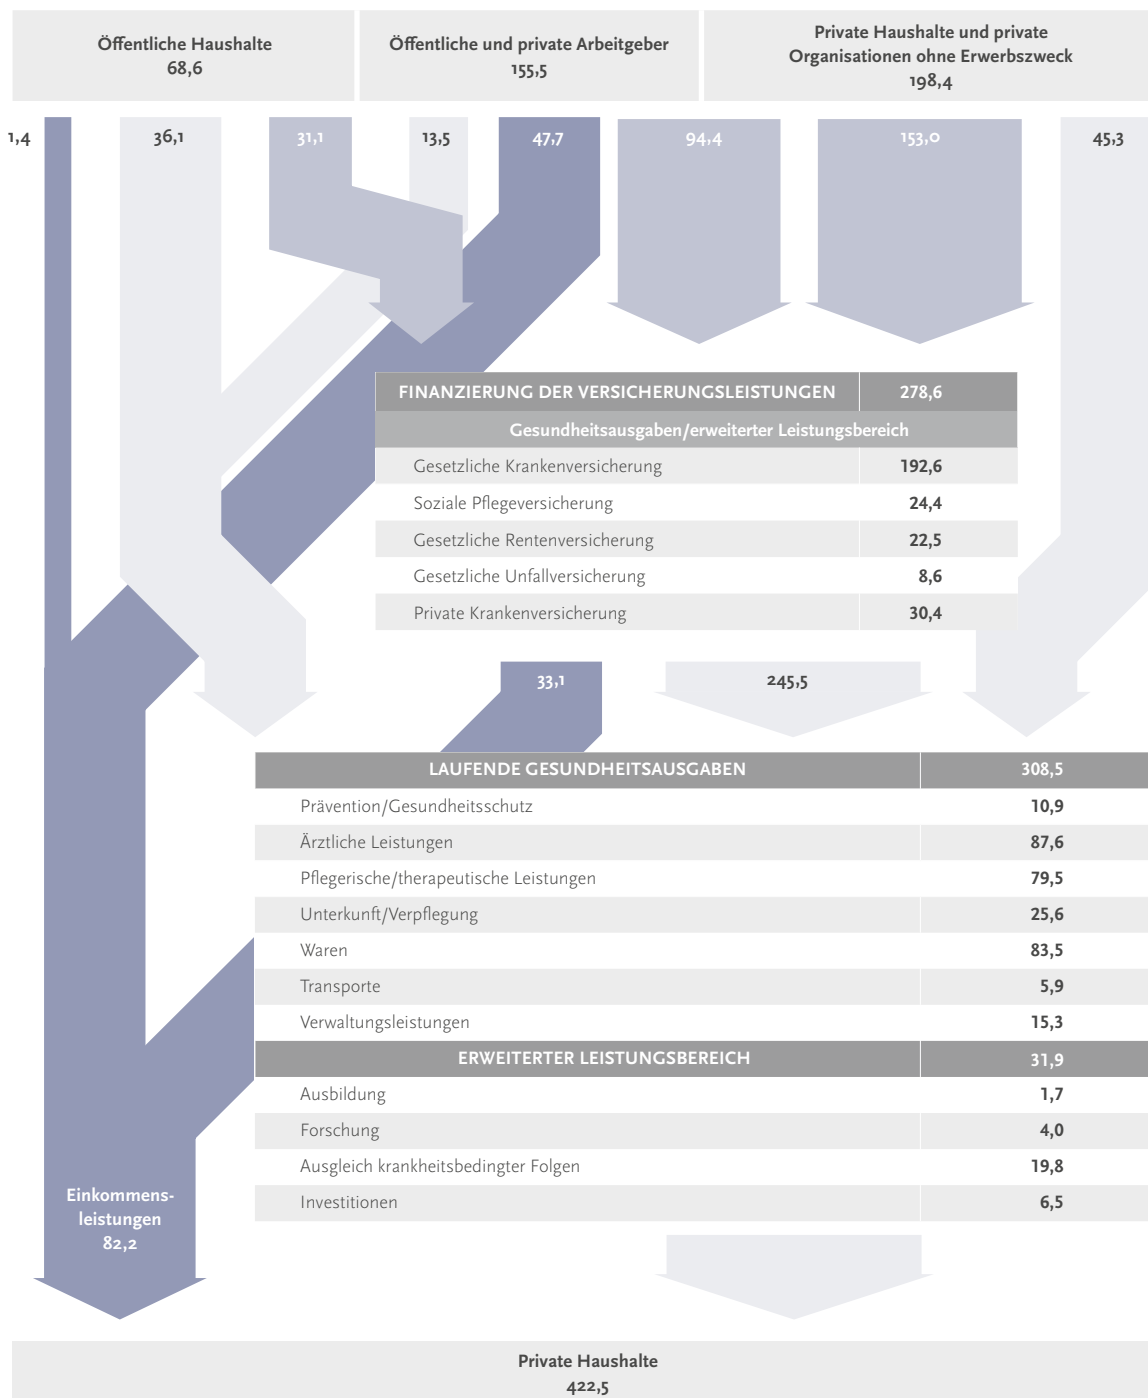 Öffentliche Haushalte
68,6
Öffentliche und private Arbeitgeber
155,5
Private Haushalte und private
Organisationen ohne Erwerbszweck
198,4
1,4
36,1
31,1
13,5
47,7
94,4
153,0
45,3
FINANZIERUNG DER VERSICHERUNGSLEISTUNGEN 278,6
Gesundheitsausgaben/erweiterter Leistungsbereich
Gesetzliche Krankenversicherung 192,6
Soziale Pflegeversicherung 24,4
Gesetzliche Rentenversicherung 22,5
Gesetzliche Unfallversicherung 8,6
Private Krankenversicherung 30,4
33,1
245,5
LAUFENDE GESUNDHEITSAUSGABEN 308,5
Prävention/Gesundheitsschutz 10,9
Ärztliche Leistungen 87,6
Pflegerische/therapeutische Leistungen 79,5
Unterkunft/Verpflegung 25,6
Waren 83,5
Transporte 5,9
Verwaltungsleistungen 15,3
ERWEITERTER LEISTUNGSBEREICH 31,9
Ausbildung 1,7
Forschung 4,0
Ausgleich krankheitsbedingter Folgen 19,8
Investitionen 6,5
Einkommens-
leistungen
82,2
Private Haushalte
422,5